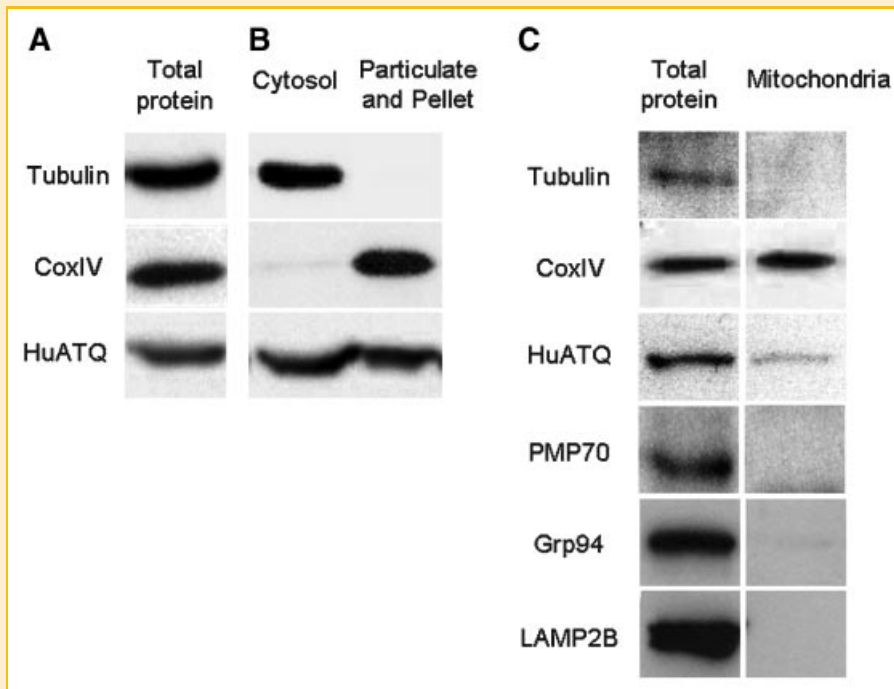 A
Total
protein
Tubulin
CoxIV
HuATQ
B
Cytosol
Particulate
and Pellet
C
Total
protein
Mitochondria
Tubulin
CoxIV
HuATQ
PMP70
Grp94
LAMP2B